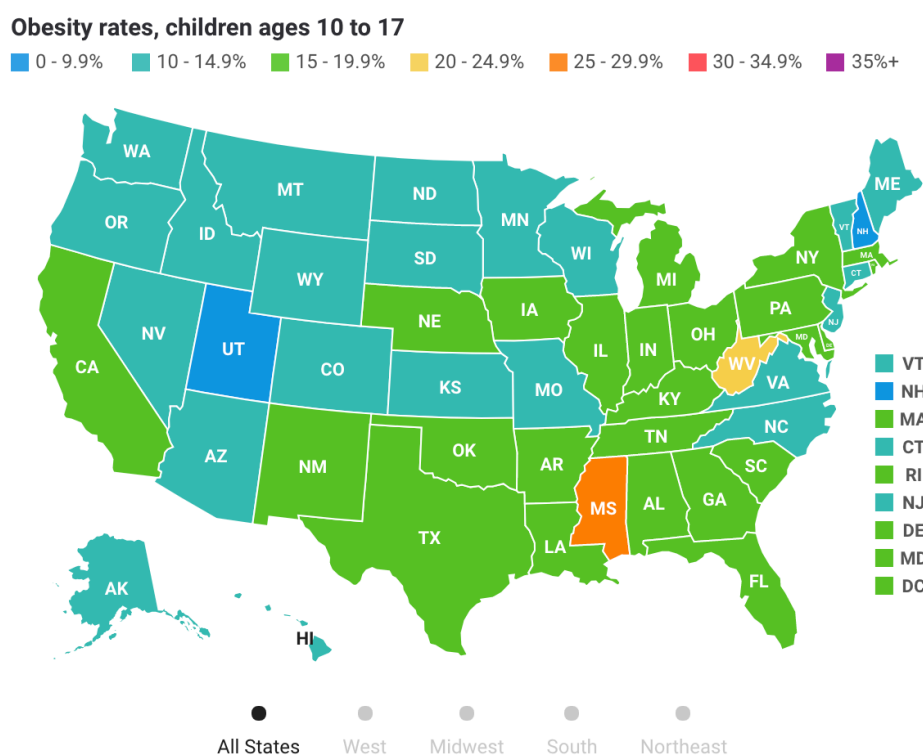 Obesity rates, children ages 10 to 17
0 - 9.9% 10 - 14.9% 15 - 19.9% 20 - 24.9% 25 - 29.9% 30 - 34.9% 35%+
WA
MT
ND
MN
ME
OR
ID
SD
WI
VT
NH
WY
MI
NY
MA
CT
NE
IA
PA
NJ
NV
UT
CO
IL
IN
OH
MD
DE
CA
KS
MO
WV
VA
KY
NC
AZ
NM
OK
AR
TN
SC
MS
AL
GA
TX
LA
FL
AK
HI
VT
NH
MA
CT
RI
NJ
DE
MD
DC
All States West Midwest South Northeast